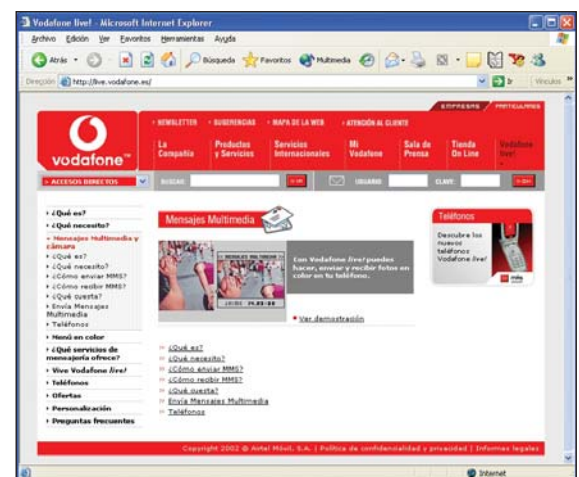 Vodafone live! - Microsoft Internet Explorer
Archivo Edición Ver Favoritos Herramientas Ayuda
Atrás Búsqueda Favoritos Multimedia
Dirección http://live.vodafone.es/ Ir Vínculos
EMPRESAS PARTICULARES
NEWSLETTER SUGERENCIAS MAPA DE LA WEB ATENCIÓN AL CLIENTE
vodafone™
La Compañía
Productos y Servicios
Servicios Internacionales
Mi Vodafone
Sala de Prensa
Tienda On Line
Vodafone live!
ACCESOS DIRECTOS BUSCAR: USUARIO CLAVE:
¿Qué es?
¿Qué necesito?
Mensajes Multimedia y
cámara
¿Qué es?
¿Qué necesito?
¿Cómo enviar MMS?
¿Cómo recibir MMS?
¿Qué cuesta?
Envía Mensajes
Multimedia
Teléfonos
Menú en color
¿Qué servicios de
mensajería ofrece?
Vive Vodafone live!
Teléfonos
Ofertas
Personalización
Preguntas frecuentes
Mensajes Multimedia
MENSAJES MULTIMEDIA
Con Vodafone live! puedes
hacer, enviar y recibir fotos en
color en tu teléfono.
Ver demostración
¿Qué es?
¿Qué necesito?
¿Cómo enviar MMS?
¿Cómo recibir MMS?
¿Qué cuesta?
Envía Mensajes Multimedia
Teléfonos
Teléfonos
Descubre los
nuevos
teléfonos
Vodafone live!
más
Copyright 2002 © Airtel Móvil, S.A. | Política de confidencialidad y privacidad | Informes legales
Internet